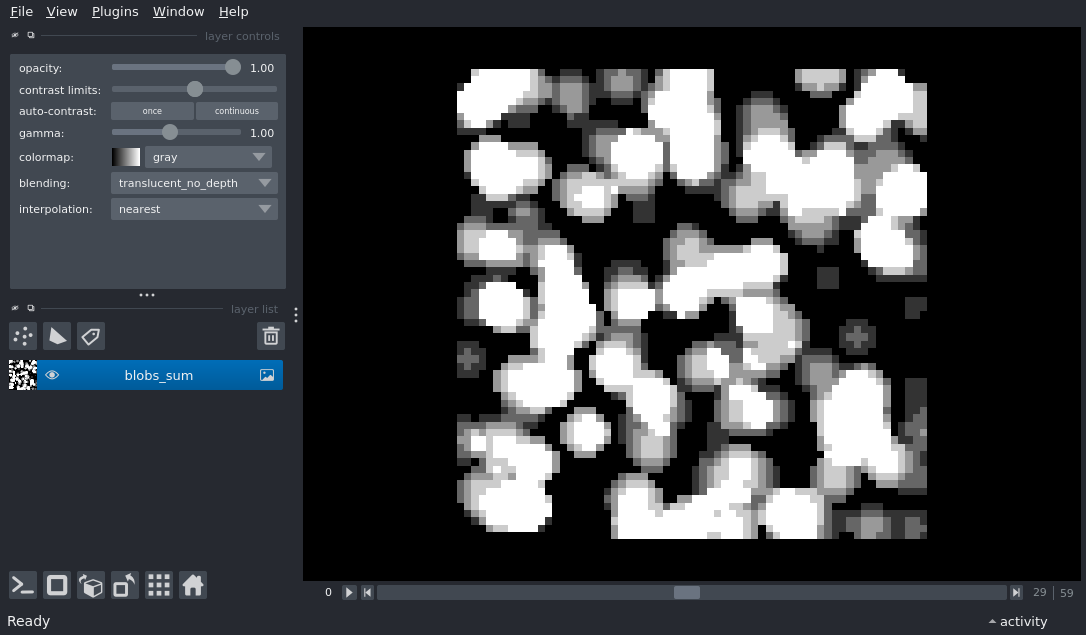 File View Plugins Window Help
layer controls
opacity: 1.00
contrast limits:
auto-contrast: once continuous
gamma: 1.00
colormap: gray
blending: translucent_no_depth
interpolation: nearest
layer list
blobs_sum
0 29 | 59
Ready activity